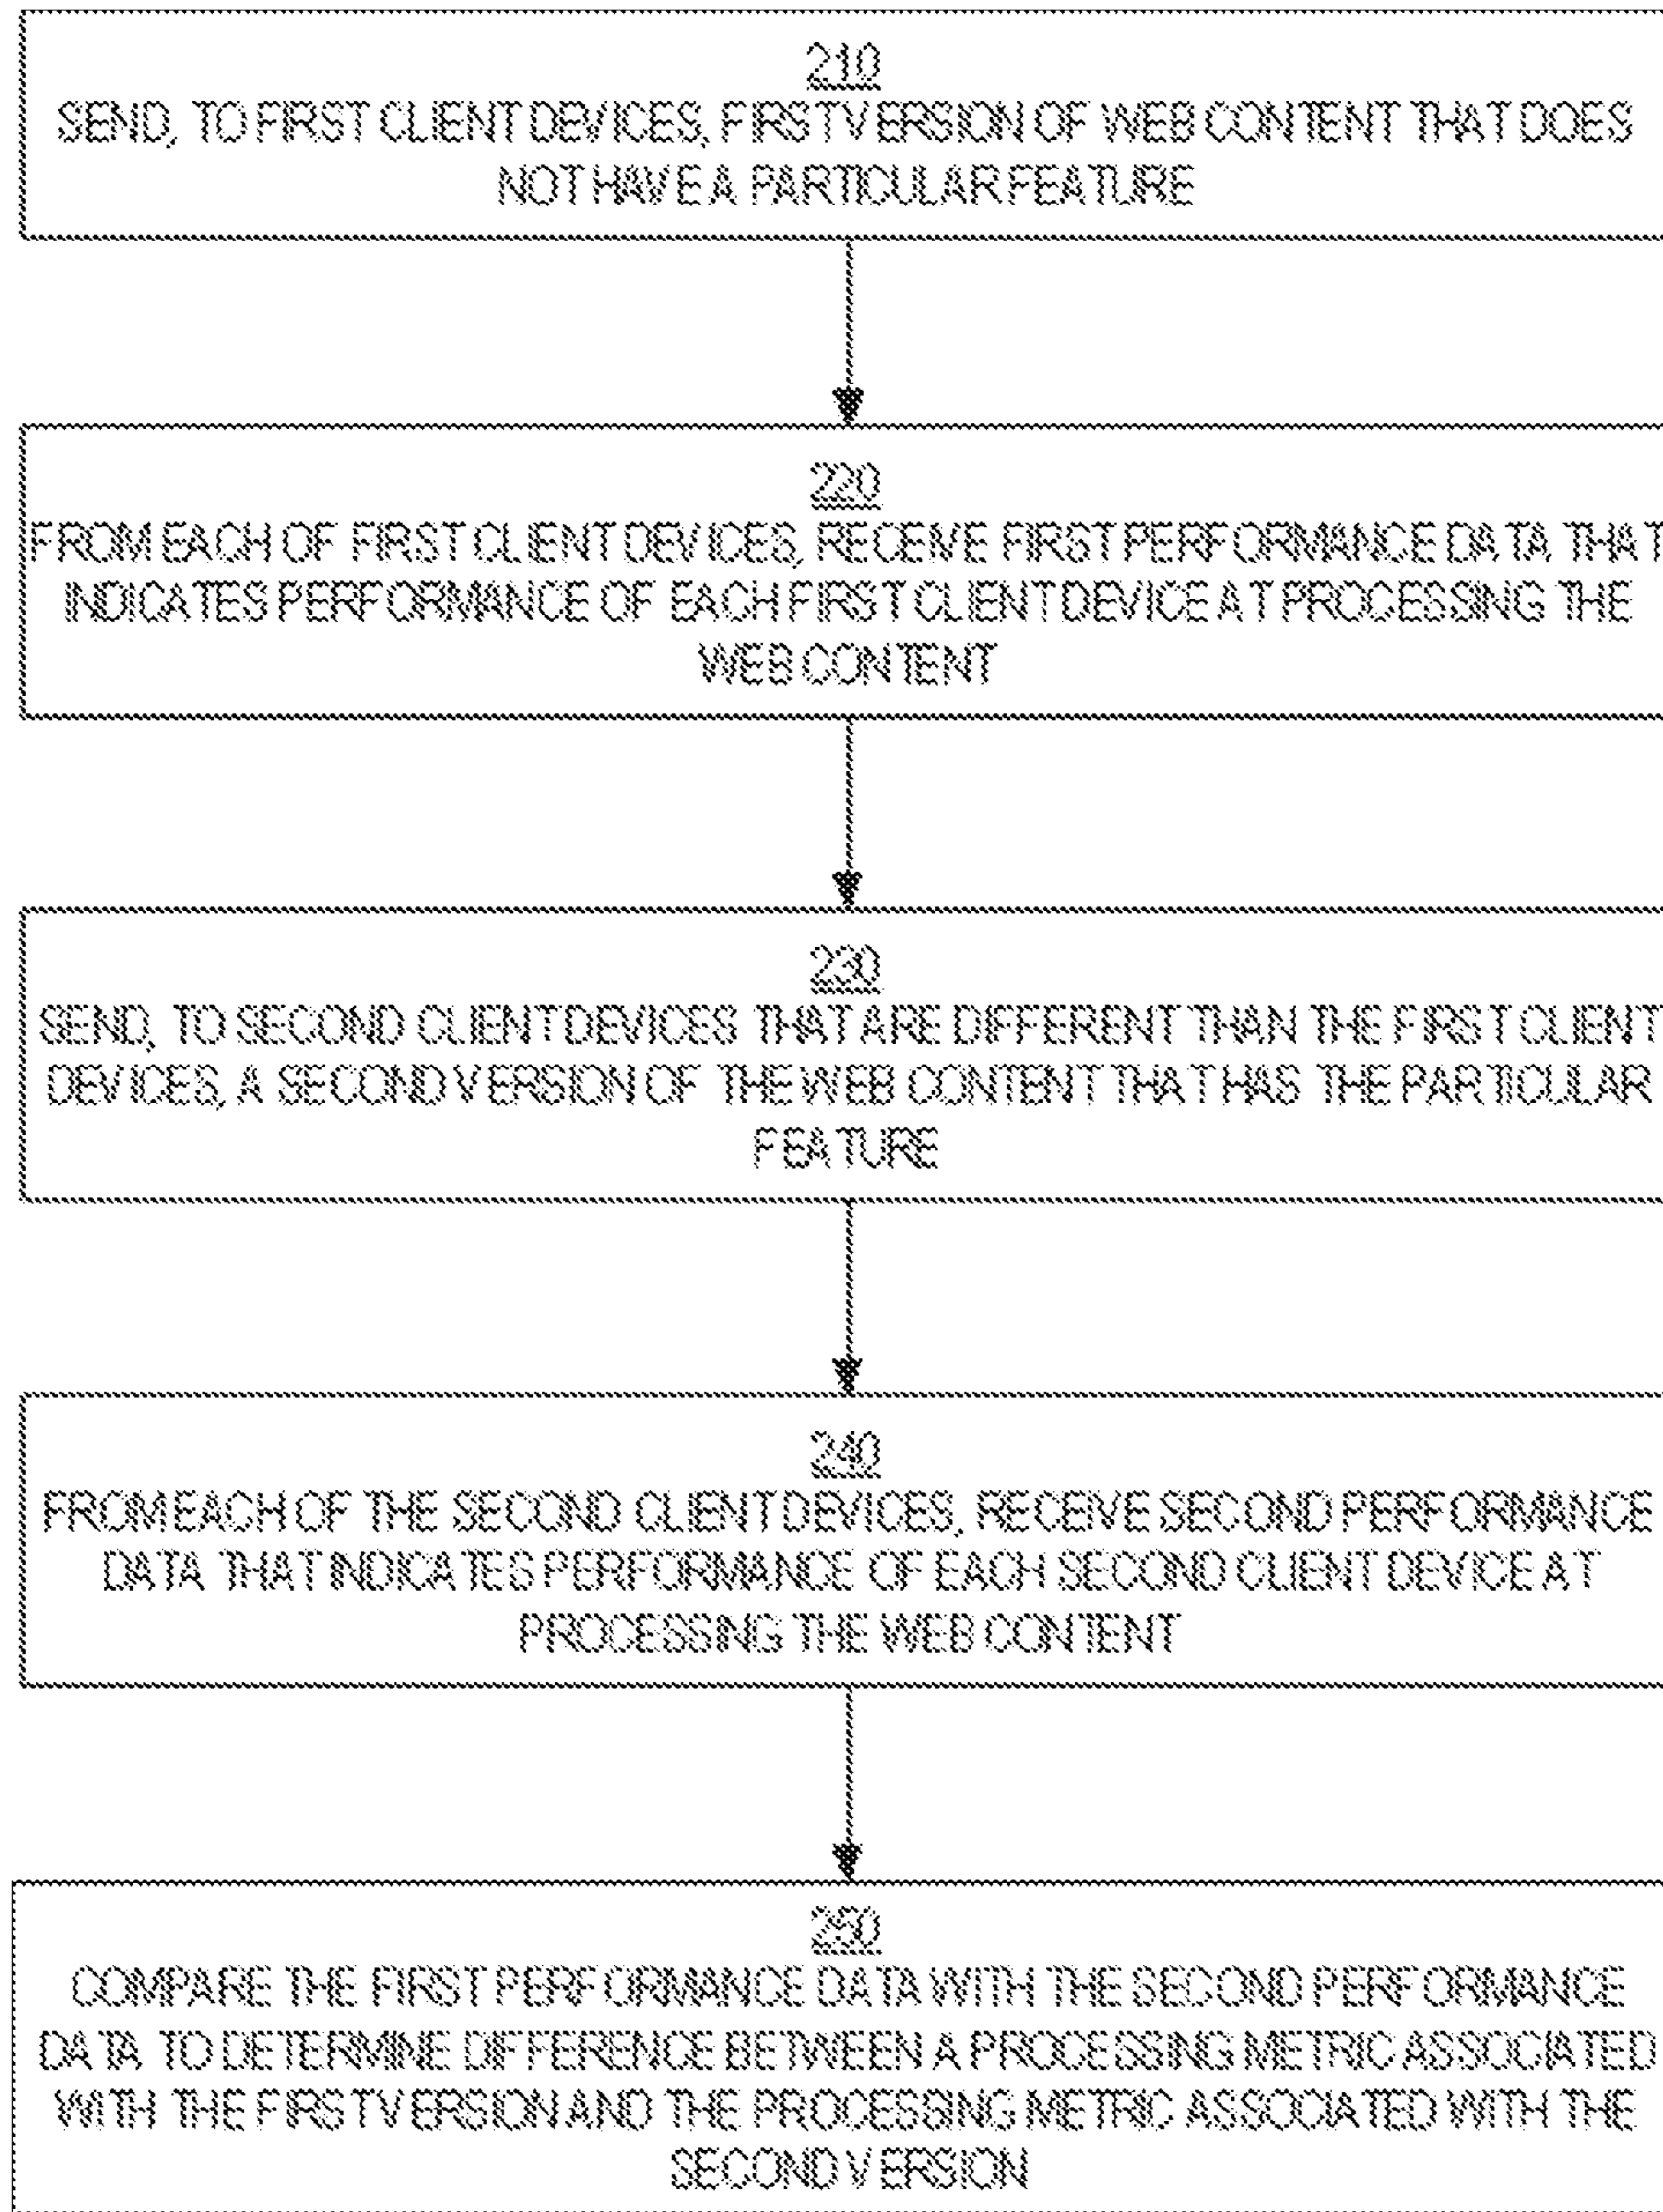 210
SEND, TO FIRST CLIENT DEVICES, FIRST VERSION OF WEB CONTENT THAT DOES
NOT HAVE A PARTICULAR FEATURE
220
FROM EACH OF FIRST CLIENT DEVICES, RECEIVE FIRST PERFORMANCE DATA THAT
INDICATES PERFORMANCE OF EACH FIRST CLIENT DEVICE AT PROCESSING THE
WEB CONTENT
230
SEND, TO SECOND CLIENT DEVICES THAT ARE DIFFERENT THAN THE FIRST CLIENT
DEVICES, A SECOND VERSION OF THE WEB CONTENT THAT HAS THE PARTICULAR
FEATURE
240
FROM EACH OF THE SECOND CLIENT DEVICES, RECEIVE SECOND PERFORMANCE
DATA THAT INDICATES PERFORMANCE OF EACH SECOND CLIENT DEVICE AT
PROCESSING THE WEB CONTENT
250
COMPARE THE FIRST PERFORMANCE DATA WITH THE SECOND PERFORMANCE
DATA TO DETERMINE DIFFERENCE BETWEEN A PROCESSING METRIC ASSOCIATED
WITH THE FIRST VERSION AND THE PROCESSING METRIC ASSOCIATED WITH THE
SECOND VERSION